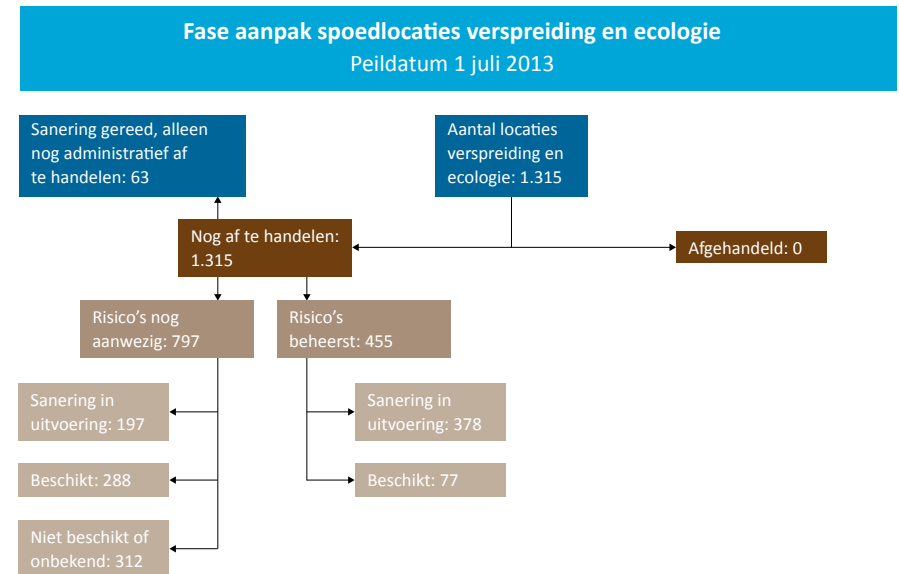 Fase aanpak spoedlocaties verspreiding en ecologie
Peildatum 1 juli 2013
Sanering gereed, alleen
nog administratief af
te handelen: 63
Aantal locaties
verspreiding en
ecologie: 1.315
Nog af te handelen:
1.315
Afgehandeld: 0
Risico’s nog
aanwezig: 797
Risico’s
beheerst: 455
Sanering in
uitvoering: 197
Sanering in
uitvoering: 378
Beschikt: 288
Beschikt: 77
Niet beschikt of
onbekend: 312